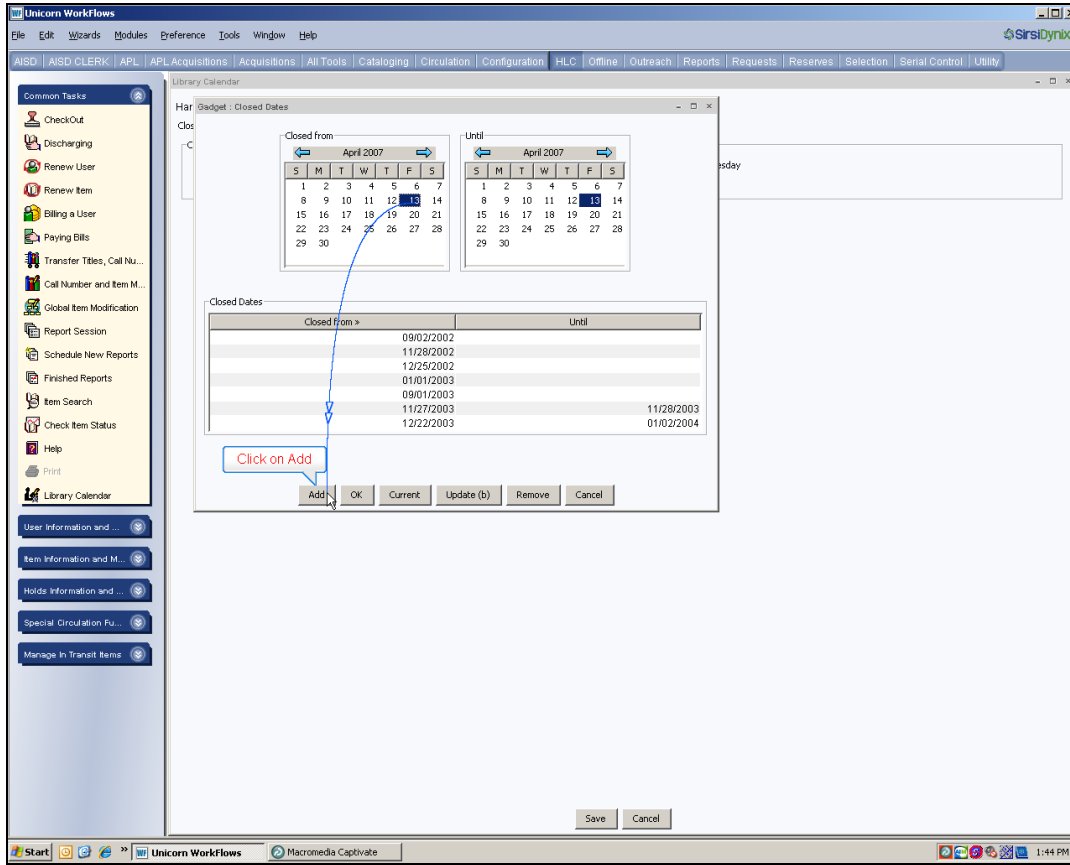 Unicorn WorkFlows
File Edit Wizards Modules Preference Tools Window Help
SirsiDynix
AISD AISD CLERK APL APL Acquisitions Acquisitions All Tools Cataloging Circulation Configuration HLC Offline Outreach Reports Requests Reserves Selection Serial Control Utility
Common Tasks
CheckOut
Discharging
Renew User
Renew Item
Billing a User
Paying Bills
Transfer Titles, Call Nu...
Call Number and Item M...
Global Item Modification
Report Session
Schedule New Reports
Finished Reports
Item Search
Check Item Status
Help
Print
Library Calendar
User Information and ...
Item Information and M...
Holds Information and ...
Special Circulation Fu...
Manage In Transit Items
Library Calendar
Har
Clos
C
esday
Gadget : Closed Dates
Closed from
April 2007
S M T W T F S
1 2 3 4 5 6 7
8 9 10 11 12 13 14
15 16 17 18 19 20 21
22 23 24 25 26 27 28
29 30
Until
April 2007
S M T W T F S
1 2 3 4 5 6 7
8 9 10 11 12 13 14
15 16 17 18 19 20 21
22 23 24 25 26 27 28
29 30
Closed Dates
Closed from » Until
09/02/2002
11/28/2002
12/25/2002
01/01/2003
09/01/2003
11/27/2003 11/28/2003
12/22/2003 01/02/2004
Click on Add
Add OK Current Update (b) Remove Cancel
Save Cancel
Start » Unicorn WorkFlows Macromedia Captivate 1:44 PM